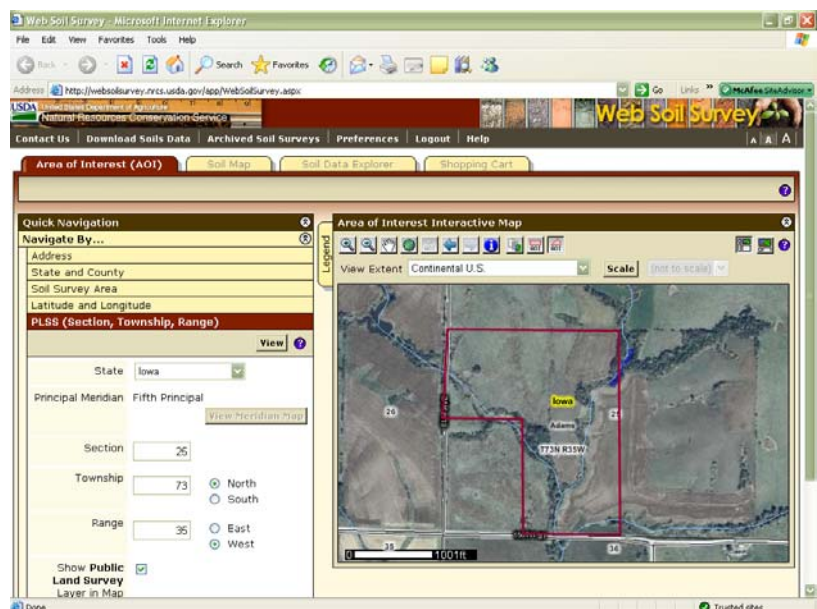 Web Soil Survey - Microsoft Internet Explorer
File Edit View Favorites Tools Help
Back Search Favorites
Address http://websoilsurvey.nrcs.usda.gov/app/WebSoilSurvey.aspx Go Links » McAfee SiteAdvisor
USDA United States Department of Agriculture
Natural Resources Conservation Service
Web Soil Survey
Contact Us Download Soils Data Archived Soil Surveys Preferences Logout Help A A A
Area of Interest (AOI) Soil Map Soil Data Explorer Shopping Cart
Quick Navigation
Navigate By...
Address
State and County
Soil Survey Area
Latitude and Longitude
PLSS (Section, Township, Range)
View
State Iowa
Principal Meridian Fifth Principal
View Meridian Map
Section 25
Township 73 North
South
Range 35 East
West
Show Public
Land Survey
Layer in Map
Legend
Area of Interest Interactive Map
View Extent Continental U.S. Scale (not to scale)
26
Iowa
Adams
T73N R35W
35
36
0 1001ft
Done Trusted sites